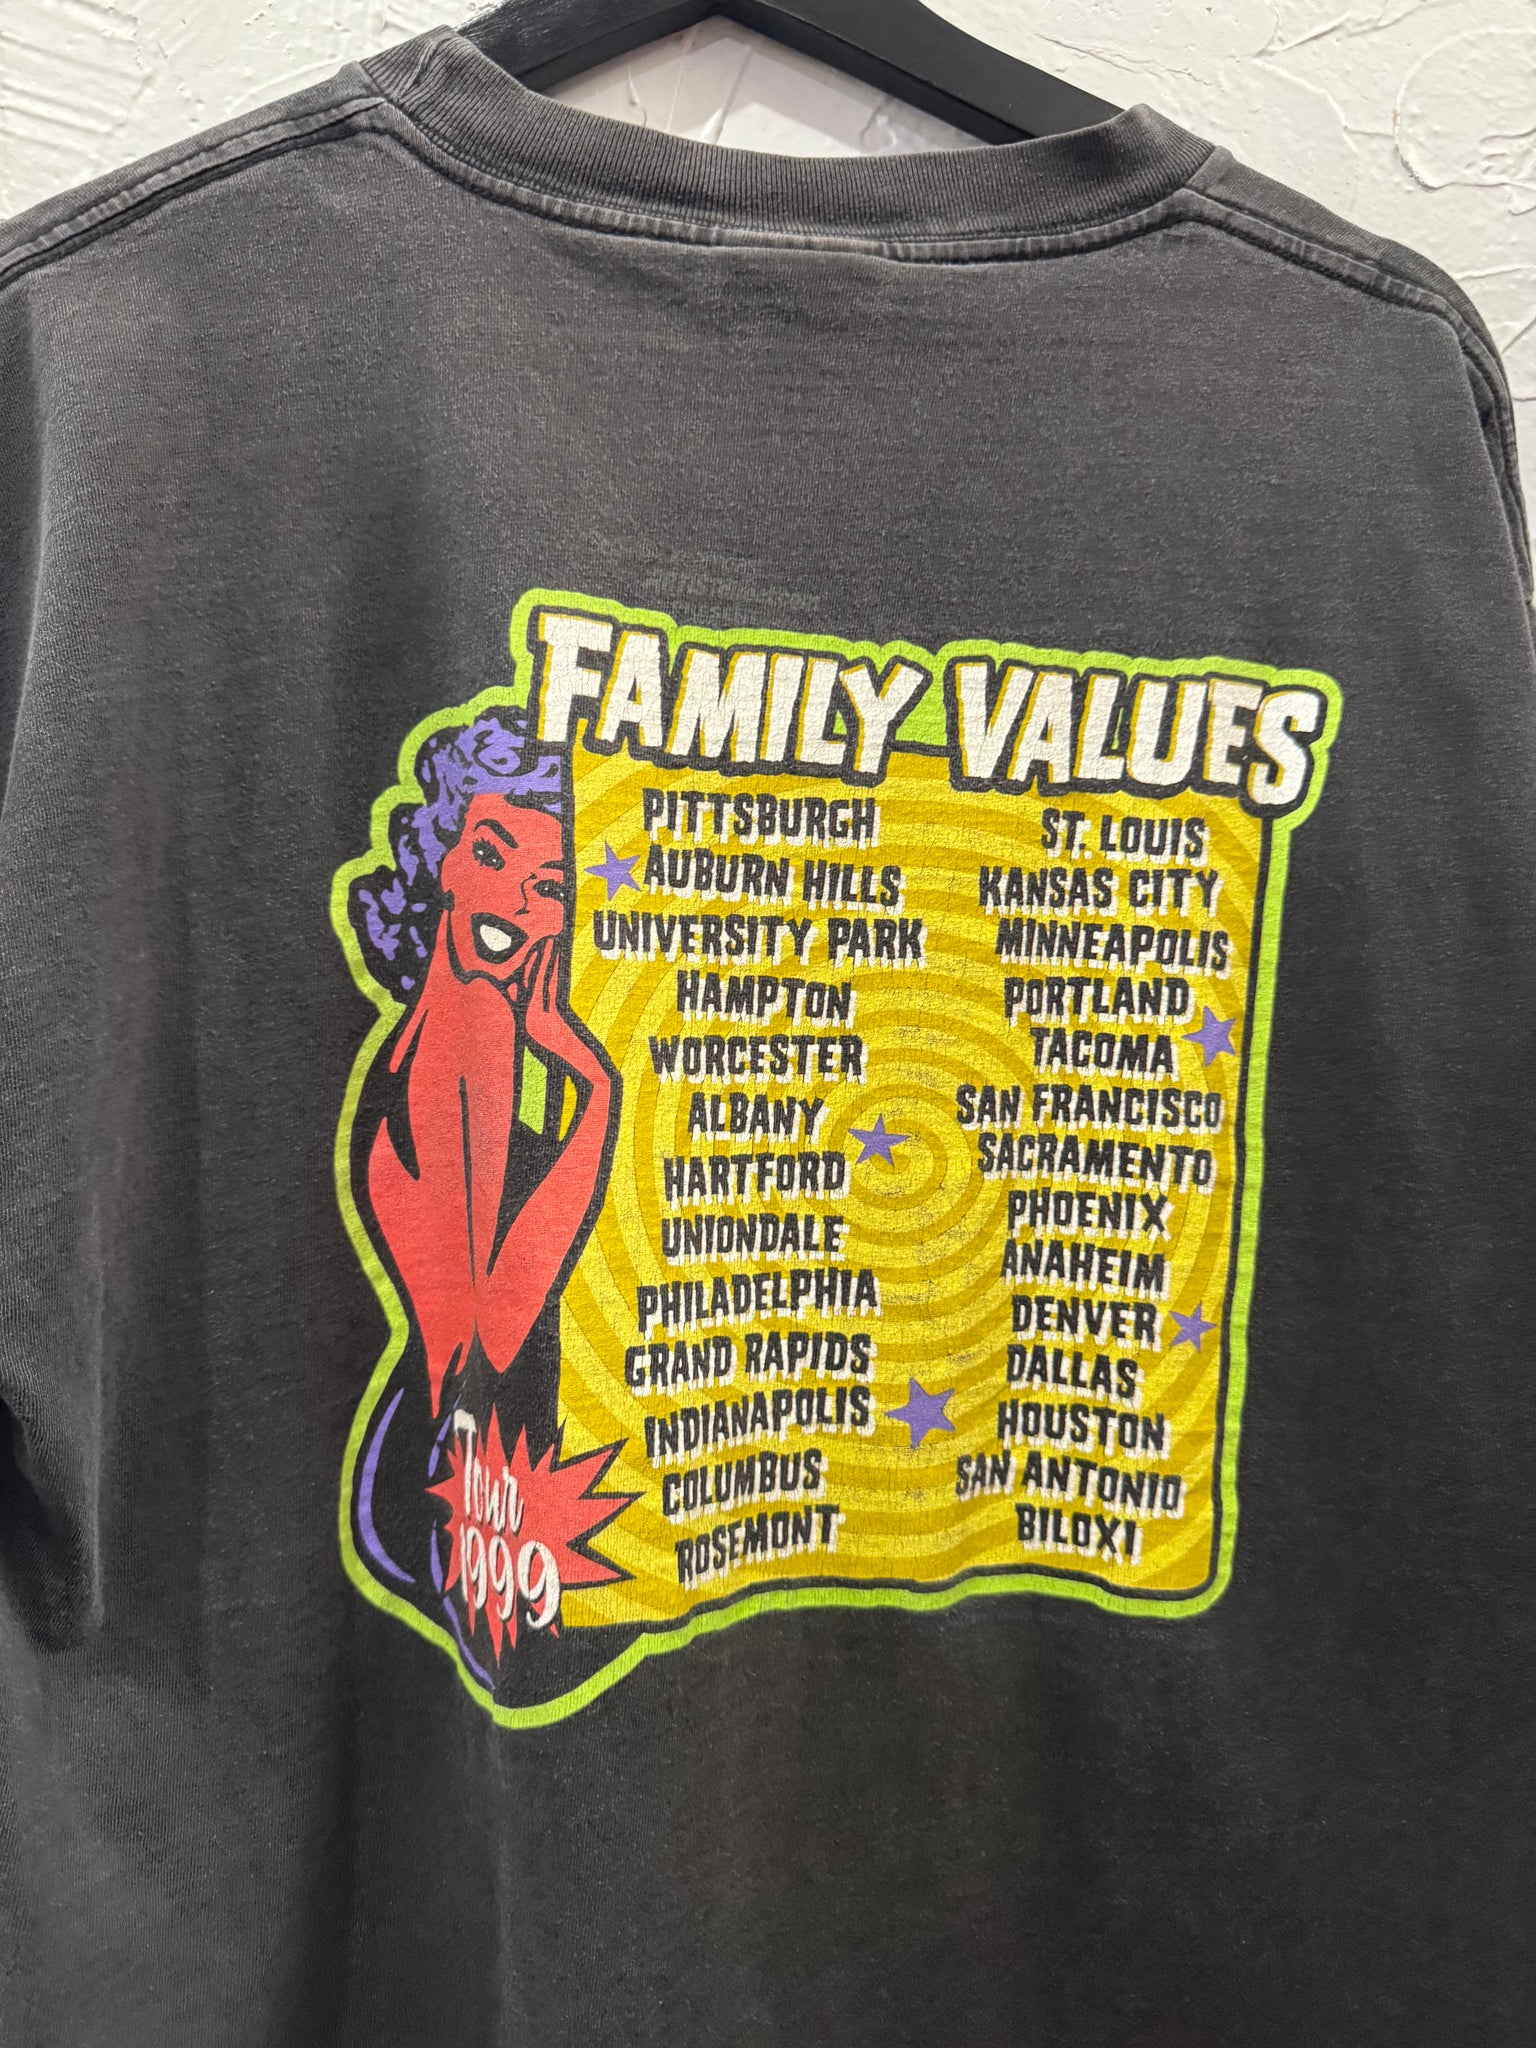 FAMILY VALUES
PITTSBURGH
AUBURN HILLS
UNIVERSITY PARK
HAMPTON
WORCESTER
ALBANY
HARTFORD
UNIONDALE
PHILADELPHIA
GRAND RAPIDS
INDIANAPOLIS
COLUMBUS
ROSEMONT
ST. LOUIS
KANSAS CITY
MINNEAPOLIS
PORTLAND
TACOMA
SAN FRANCISCO
SACRAMENTO
PHOENIX
ANAHEIM
DENVER
DALLAS
HOUSTON
SAN ANTONIO
BILOXI
Tour
1999